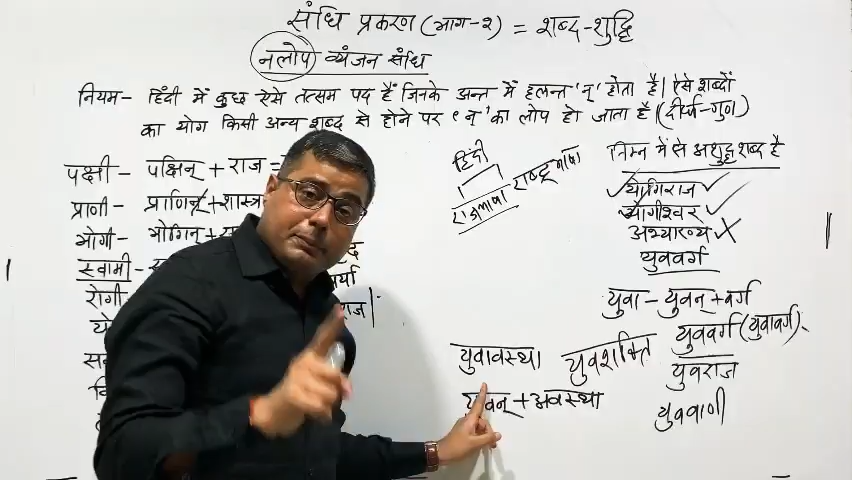 संधि प्रकरण (भाग-२) = शब्द-शुद्धि
नलोप व्यंजन संधि
नियम- हिंदी में कुछ ऐसे तत्सम पद हैं जिनके अन्त में हलन्त 'न्' होता है। ऐसे शब्दों
का योग किसी अन्य शब्द से होने पर 'न्' का लोप हो जाता है (दीर्घ-गुण)
पक्षी- पक्षिन् + राज =
प्राणी- प्राणिन् + शास्त्र
भोगी- भोगिन् +
स्वामी-
रोगी
हिंदी
राजभाषा राष्ट्रभाषा
निम्न में से अशुद्ध शब्द है
योगिराज
योगीश्वर
अभ्यारण्य
युववर्ग
युवा - युवन् + वर्ग
युववर्ग (युवावर्ग)
युवराज
युववाणी
युवावस्था युवशक्ति
युवन् + अवस्था